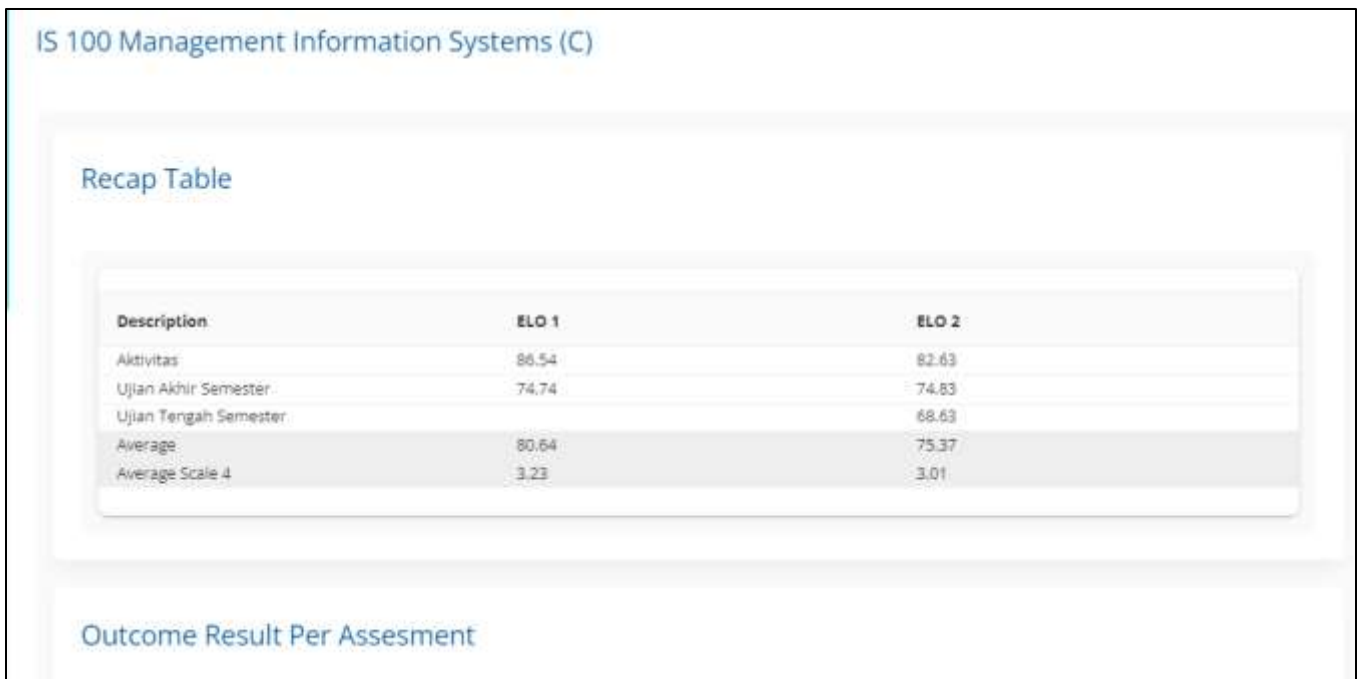 IS 100 Management Information Systems (C)
Recap Table
Description ELO 1 ELO 2
Aktivitas 86.54 82.63
Ujian Akhir Semester 74.74 74.83
Ujian Tengah Semester 68.63
Average 80.64 75.37
Average Scale 4 3.23 3.01
Outcome Result Per Assesment